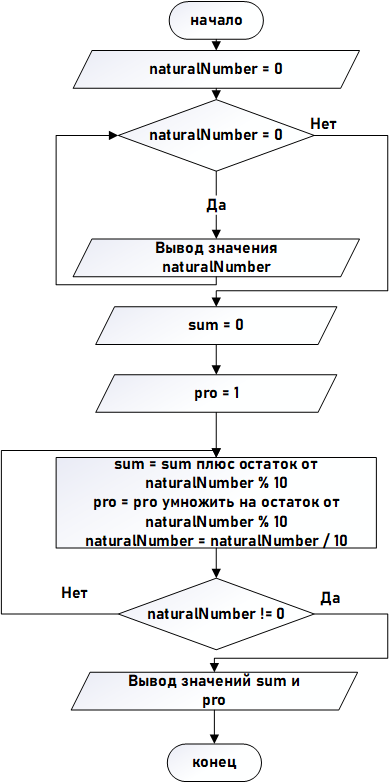 начало
naturalNumber = 0
naturalNumber = 0
Нет
Да
Вывод значения
naturalNumber
sum = 0
pro = 1
sum = sum плюс остаток от
naturalNumber % 10
pro = pro умножить на остаток от
naturalNumber % 10
naturalNumber = naturalNumber / 10
Нет
naturalNumber != 0
Да
Вывод значений sum и
pro
конец